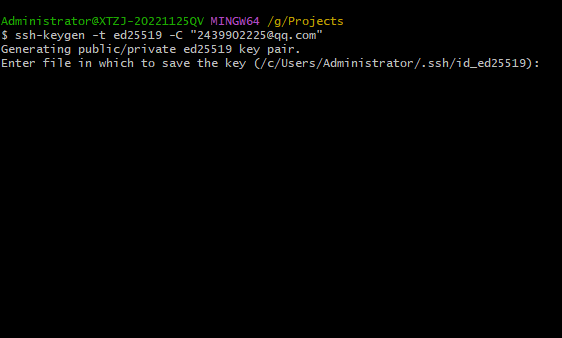 Administrator@XTZJ-20221125QV MINGW64 /g/Projects
$ ssh-keygen -t ed25519 -C "2439902225@qq.com"
Generating public/private ed25519 key pair.
Enter file in which to save the key (/c/Users/Administrator/.ssh/id_ed25519):